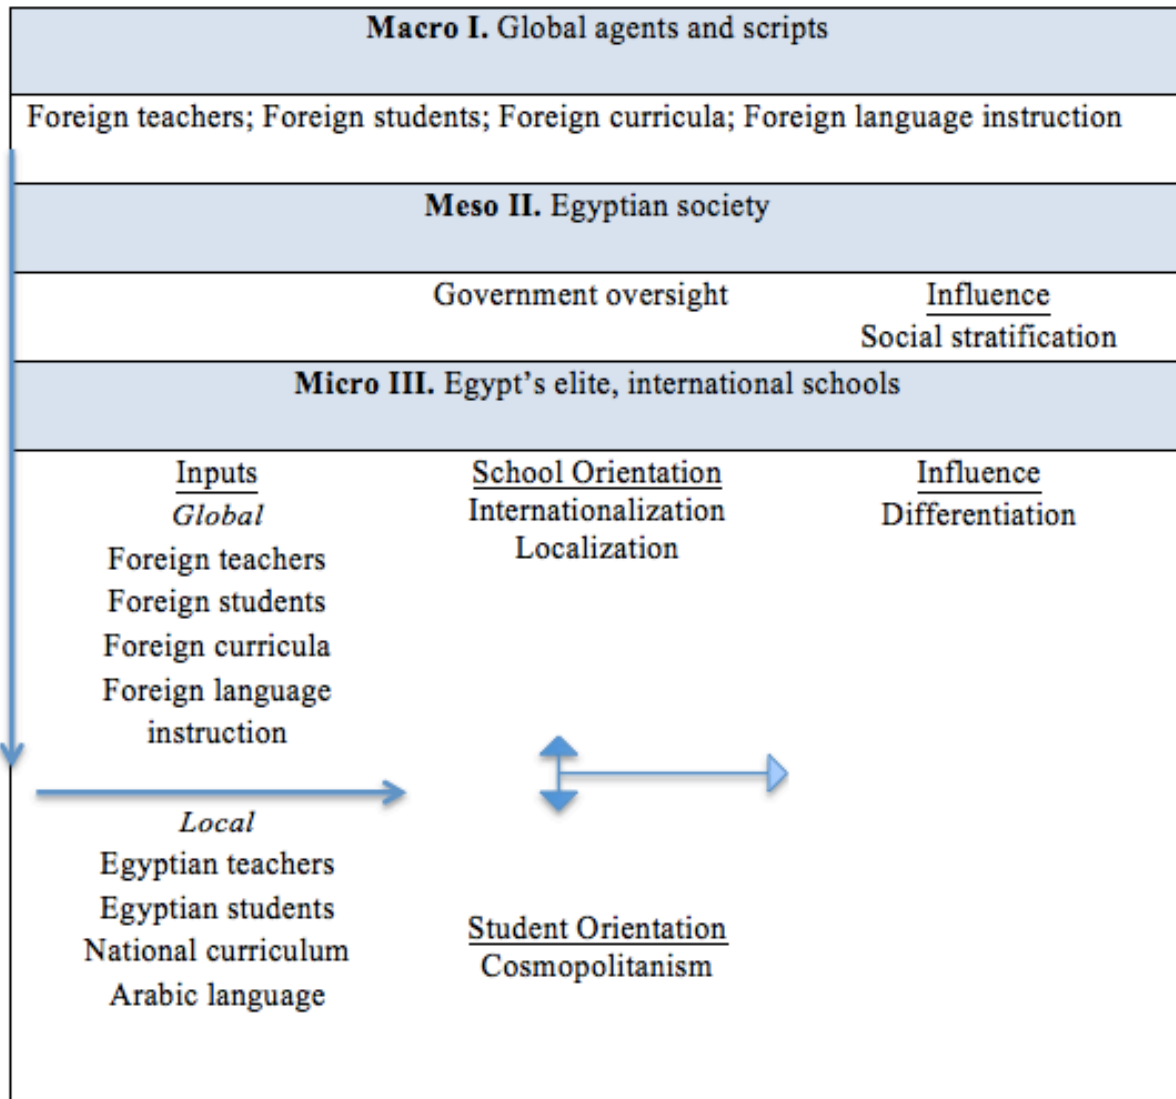 Macro I. Global agents and scripts
Foreign teachers; Foreign students; Foreign curricula; Foreign language instruction
Meso II. Egyptian society
Government oversight
Influence
Social stratification
Micro III. Egypt’s elite, international schools
Inputs
Global
Foreign teachers
Foreign students
Foreign curricula
Foreign language
instruction
Local
Egyptian teachers
Egyptian students
National curriculum
Arabic language
School Orientation
Internationalization
Localization
Student Orientation
Cosmopolitanism
Influence
Differentiation